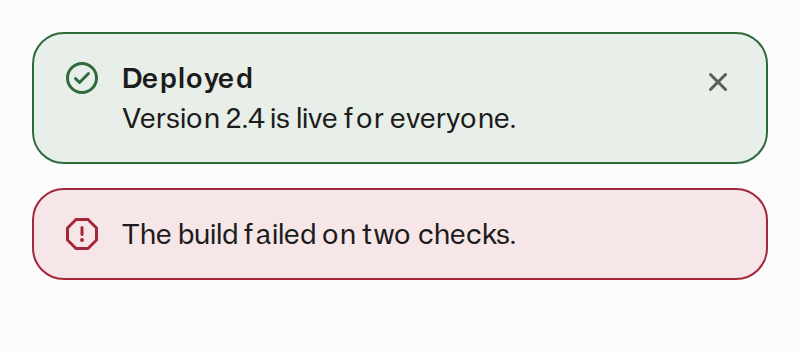 Deployed
Version 2.4 is live for everyone.
The build failed on two checks.